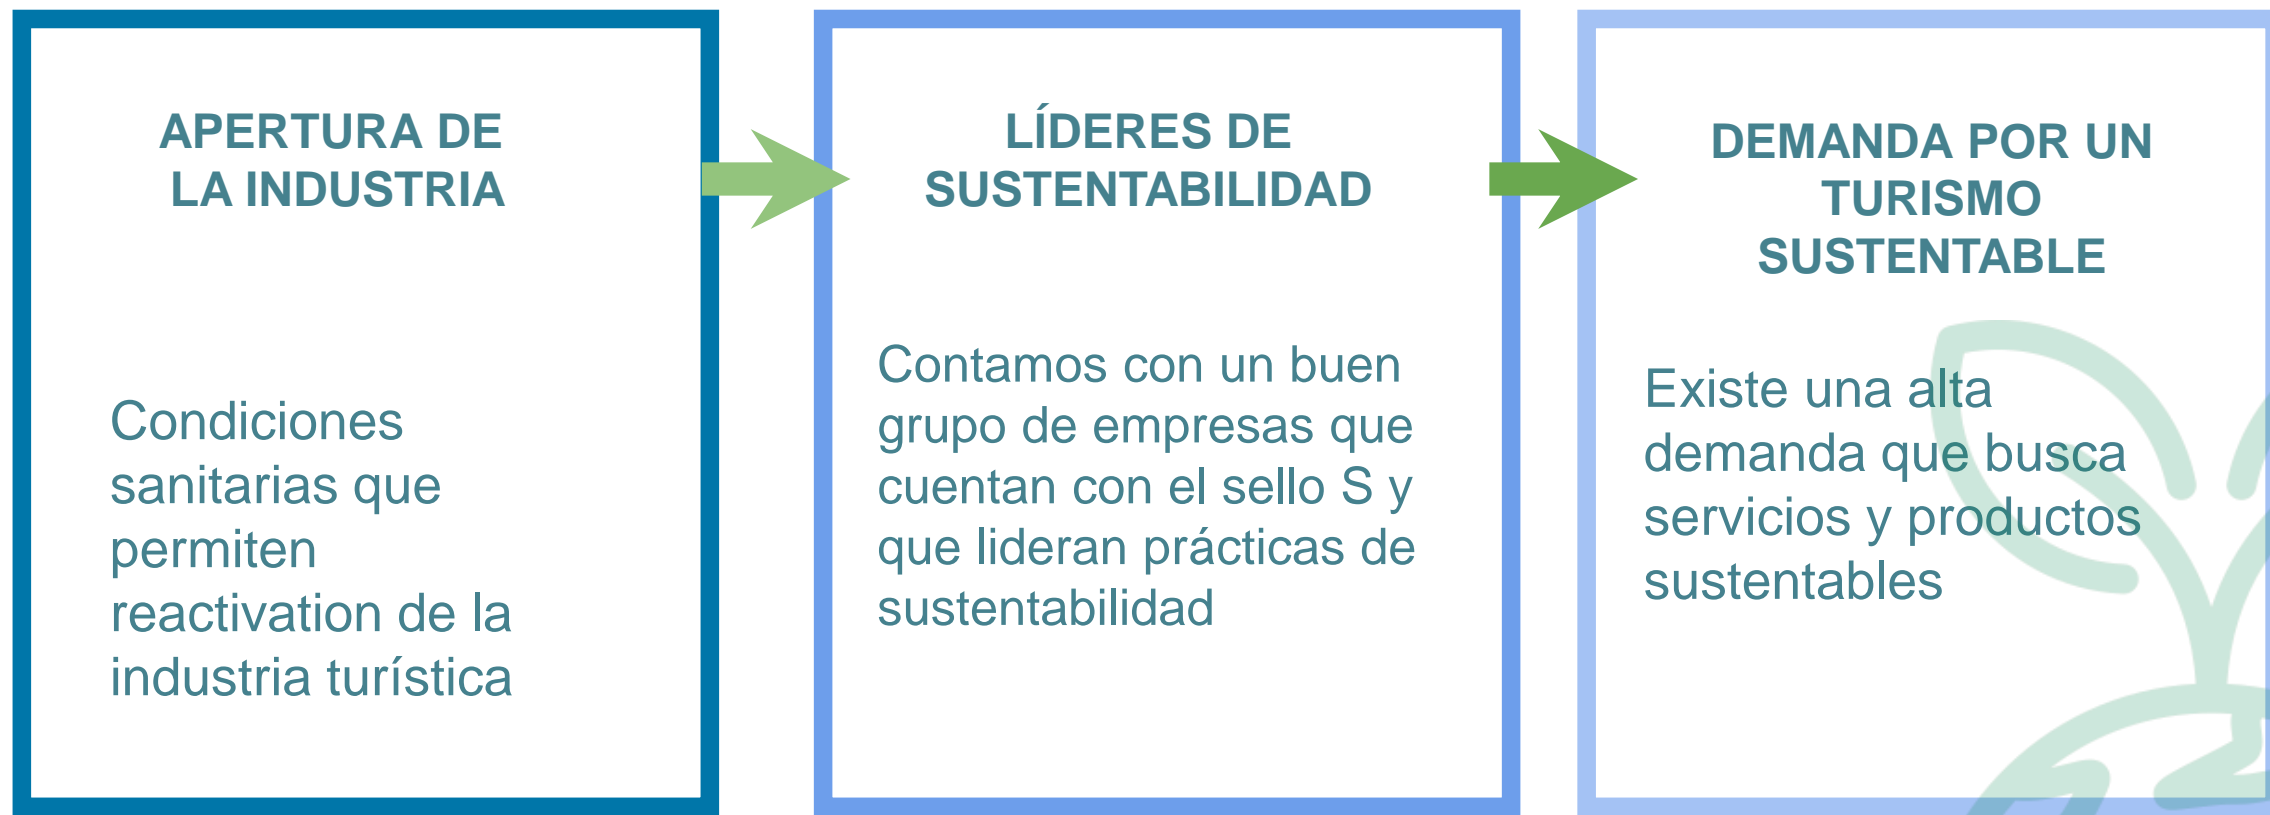 APERTURA DE
LA INDUSTRIA
Condiciones
sanitarias que
permiten
reactivation de la
industria turística
LÍDERES DE
SUSTENTABILIDAD
Contamos con un buen
grupo de empresas que
cuentan con el sello S y
que lideran prácticas de
sustentabilidad
DEMANDA POR UN
TURISMO
SUSTENTABLE
Existe una alta
demanda que busca
servicios y productos
sustentables